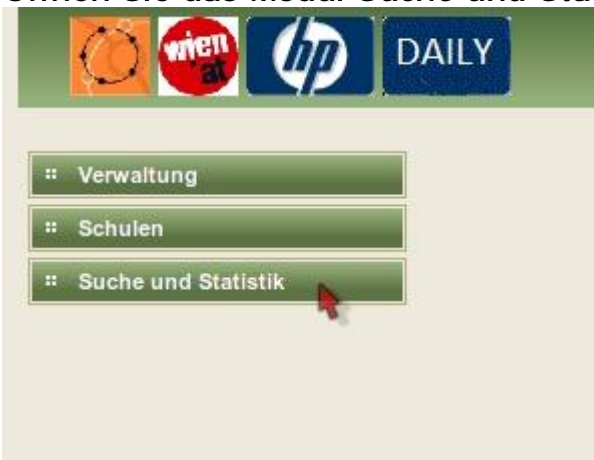 wien
at
hp
DAILY
Verwaltung
Schulen
Suche und Statistik